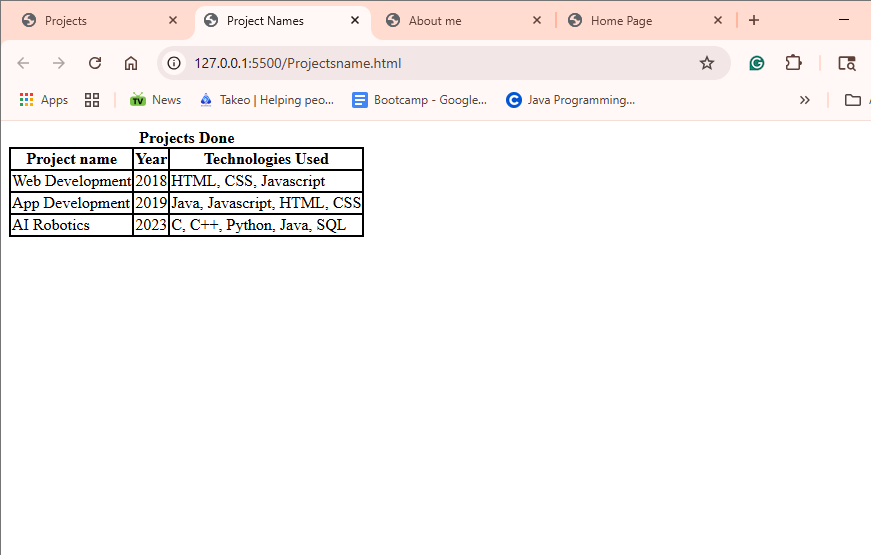 Projects Project Names About me Home Page
127.0.0.1:5500/Projectsname.html
Apps News Takeo | Helping peo... Bootcamp - Google... Java Programming...
Projects Done
Project name Year Technologies Used
Web Development 2018 HTML, CSS, Javascript
App Development 2019 Java, Javascript, HTML, CSS
AI Robotics 2023 C, C++, Python, Java, SQL